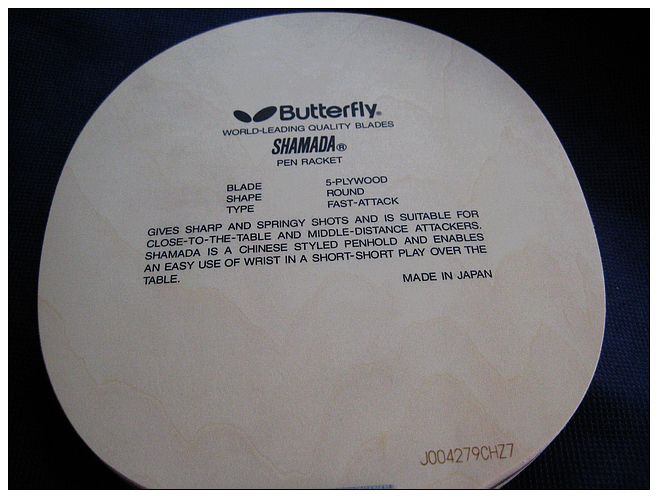 Butterfly®
WORLD-LEADING QUALITY BLADES
SHAMADA®
PEN RACKET
BLADE 5-PLYWOOD
SHAPE ROUND
TYPE FAST-ATTACK
GIVES SHARP AND SPRINGY SHOTS AND IS SUITABLE FOR
CLOSE-TO-THE-TABLE AND MIDDLE-DISTANCE ATTACKERS.
SHAMADA IS A CHINESE STYLED PENHOLD AND ENABLES
AN EASY USE OF WRIST IN A SHORT-SHORT PLAY OVER THE
TABLE. MADE IN JAPAN
J004279CHZ7